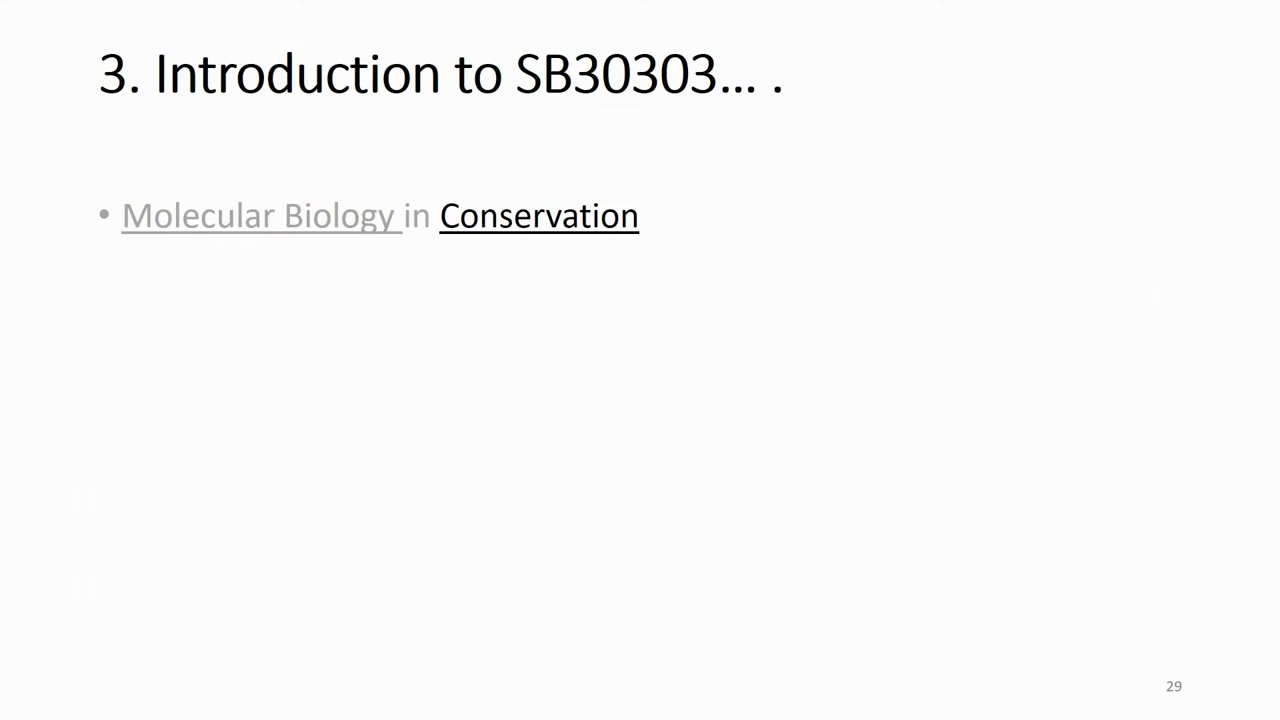 3. Introduction to SB30303... .
• Molecular Biology in Conservation
29